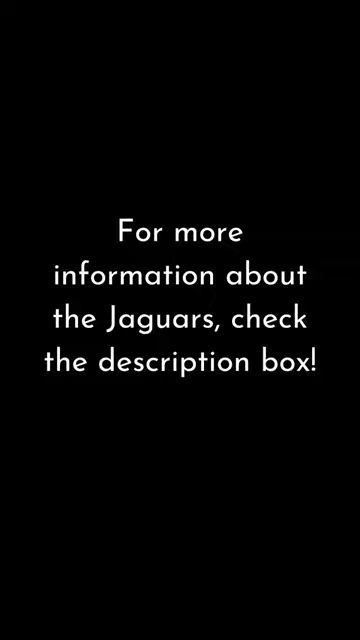 For more
information about
the Jaguars, check
the description box!